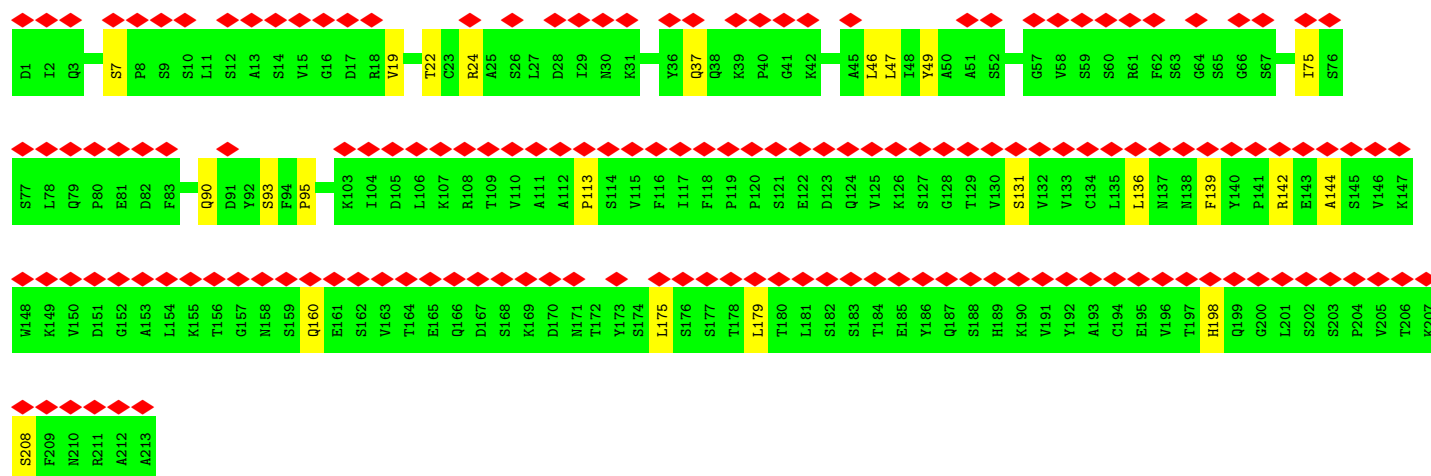 D1 I2 Q3 S7 P8 S9 S10 L11 S12 A13 S14 V15 G16 D17 R18 V19 T22 C23 R24 A25 S26 L27 D28 I29 N30 K31 Y36 Q37 Q38 K39 P40 G41 K42 A45 L46 L47 I48 Y49 A50 A51 S52 G57 V58 S59 S60 R61 F62 S63 G64 S65 G66 S67 I75 S76
S77 L78 Q79 P80 E81 D82 F83 Q90 D91 Y92 S93 F94 P95 K103 I104 D105 L106 K107 R108 T109 V110 A111 A112 P113 S114 V115 F116 I117 F118 P119 P120 S121 E122 D123 Q124 V125 K126 S127 G128 T129 V130 S131 V132 V133 C134 L135 L136 N137 N138 F139 Y140 P141 R142 E143 A144 S145 V146 K147
W148 K149 V150 D151 G152 A153 L154 K155 T156 G157 N158 S159 Q160 E161 S162 V163 T164 E165 Q166 D167 S168 K169 D170 N171 T172 Y173 S174 L175 S176 S177 T178 L179 T180 L181 S182 S183 T184 E185 Y186 Q187 S188 H189 K190 V191 Y192 A193 C194 E195 V196 T197 H198 Q199 G200 L201 S202 S203 P204 V205 T206 K207
S208 F209 N210 R211 A212 A213